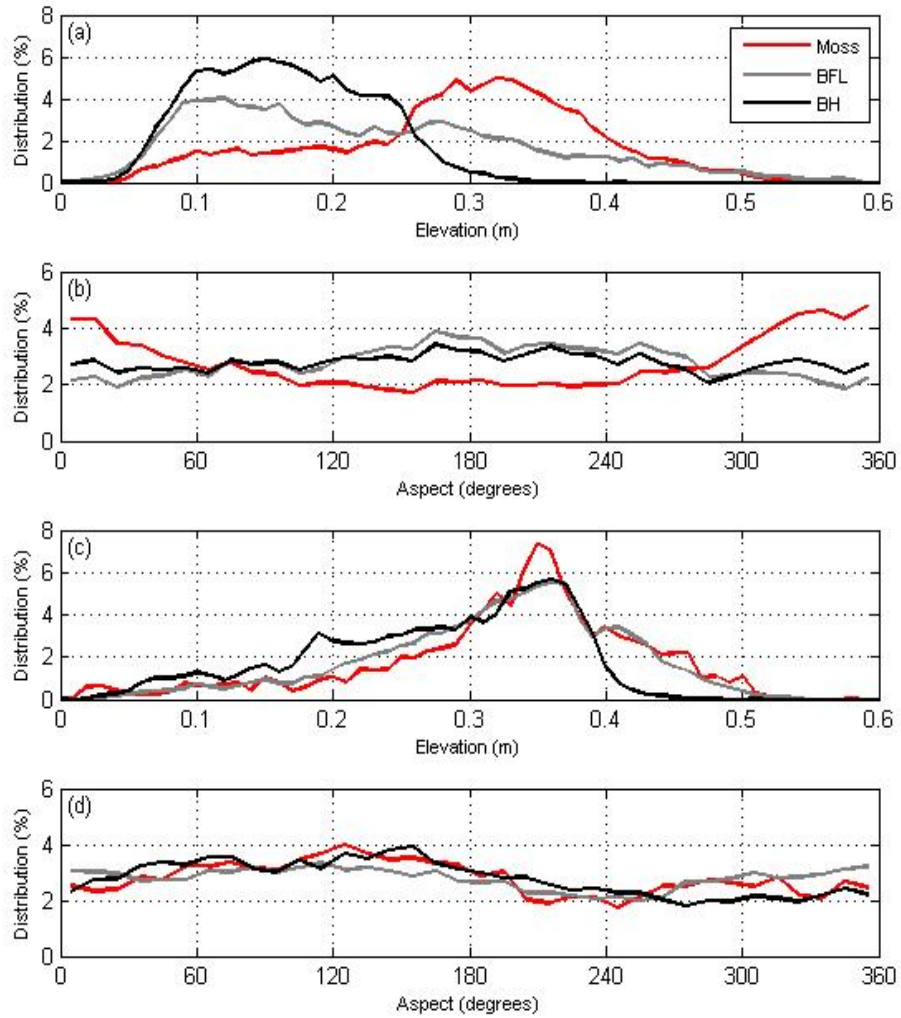 (a)
Moss
BFL
BH
Distribution (%)
8
6
4
2
0
0 0.1 0.2 0.3 0.4 0.5 0.6
Elevation (m)
(b)
Distribution (%)
6
4
2
0
0 60 120 180 240 300 360
Aspect (degrees)
(c)
Distribution (%)
8
6
4
2
0
0 0.1 0.2 0.3 0.4 0.5 0.6
Elevation (m)
(d)
Distribution (%)
6
4
2
0
0 60 120 180 240 300 360
Aspect (degrees)